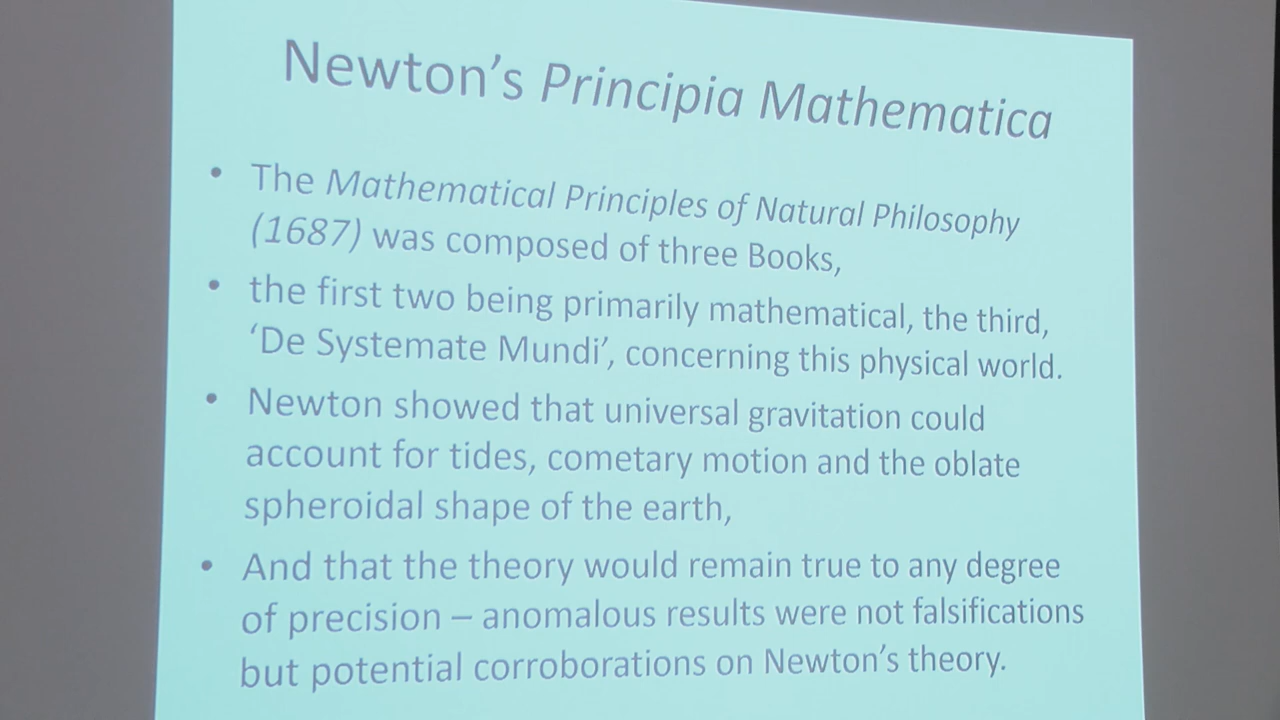 Newton’s Principia Mathematica
• The Mathematical Principles of Natural Philosophy
(1687) was composed of three Books,
• the first two being primarily mathematical, the third,
‘De Systemate Mundi’, concerning this physical world.
• Newton showed that universal gravitation could
account for tides, cometary motion and the oblate
spheroidal shape of the earth,
• And that the theory would remain true to any degree
of precision – anomalous results were not falsifications
but potential corroborations on Newton’s theory.